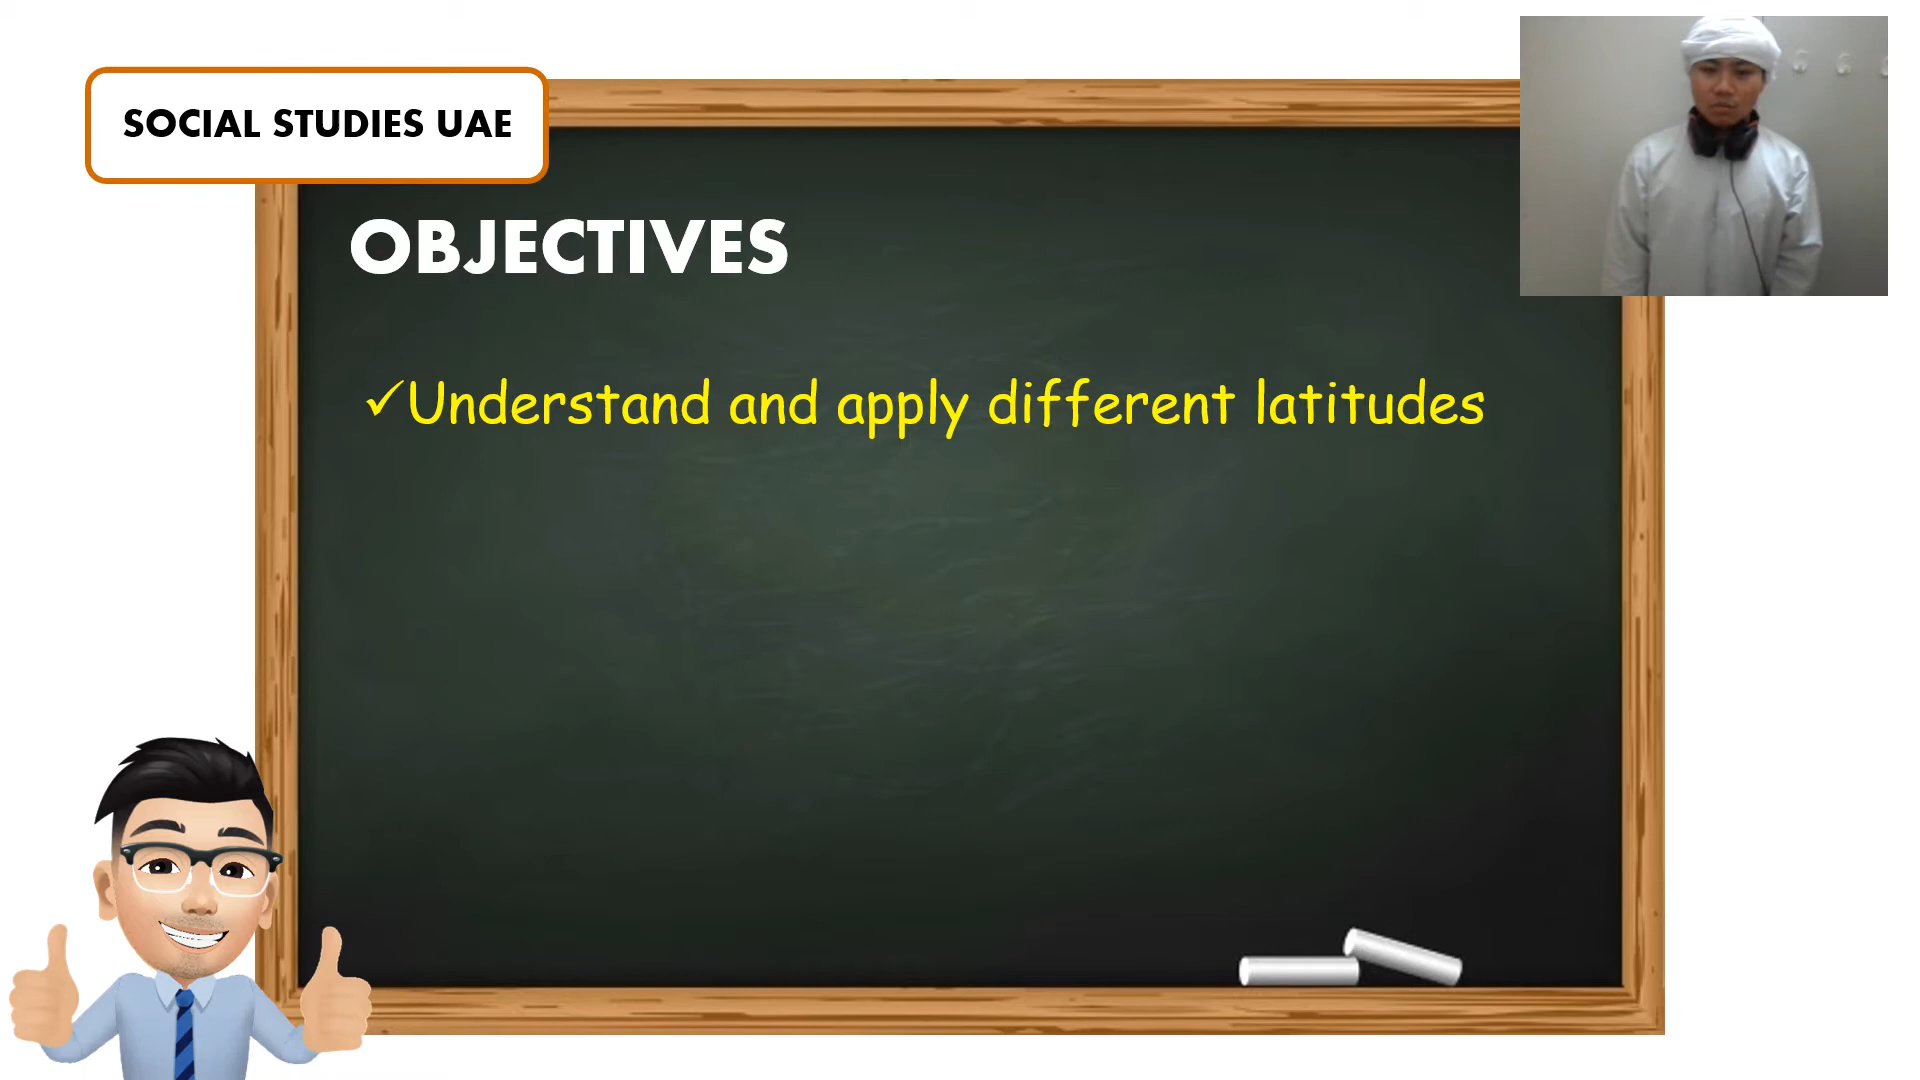 SOCIAL STUDIES UAE
OBJECTIVES
✓Understand and apply different latitudes